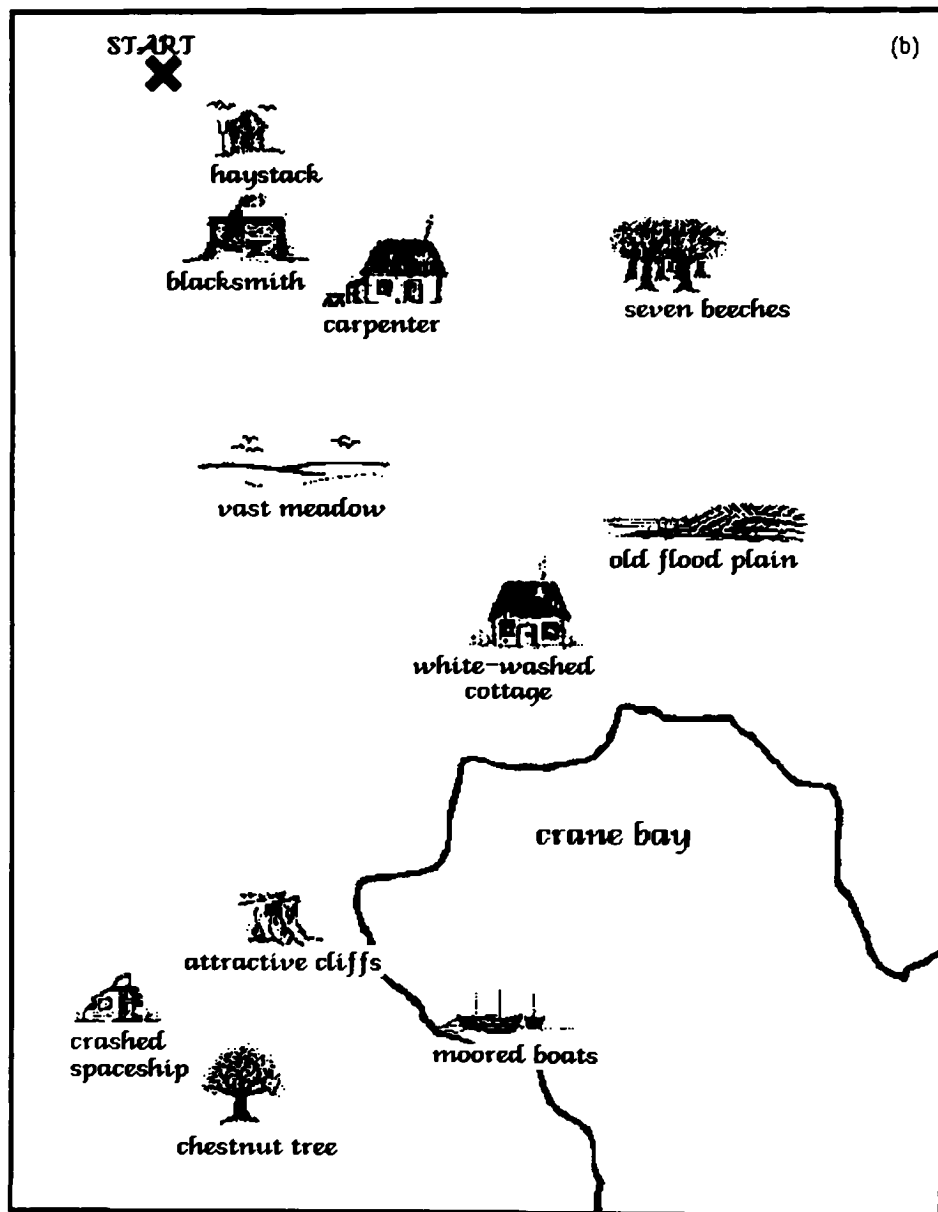 START
(b)
haystack
blacksmith
carpenter
seven beeches
vast meadow
old flood plain
white-washed
cottage
crane bay
attractive cliffs
crashed
spaceship
moored boats
chestnut tree